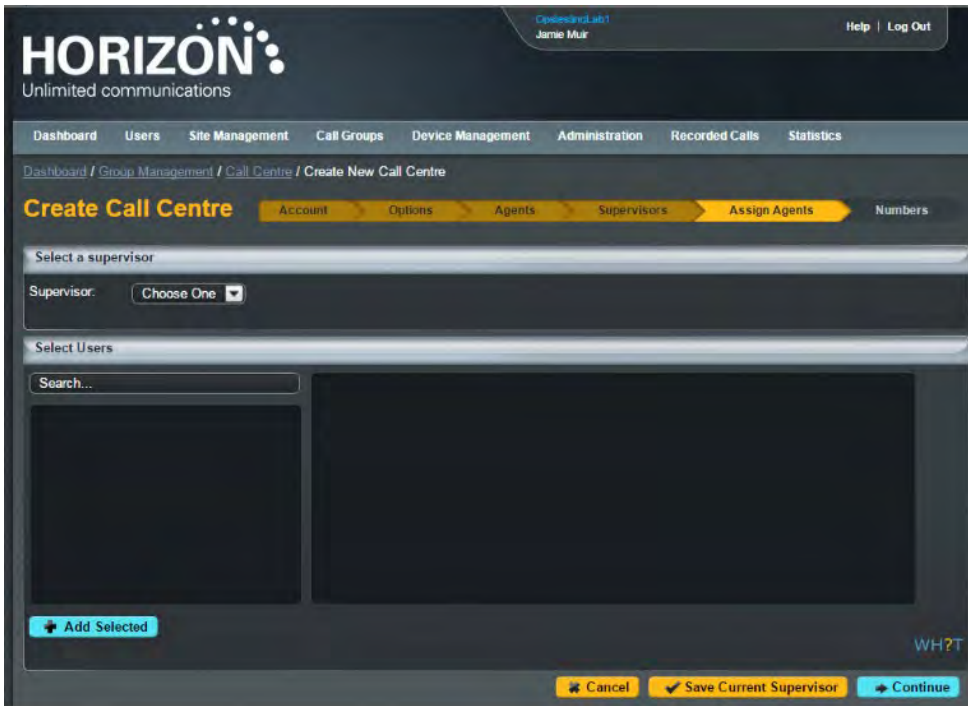 OpstestingLab1
Jamie Muir
Help | Log Out
HORIZON
Unlimited communications
Dashboard Users Site Management Call Groups Device Management Administration Recorded Calls Statistics
Dashboard / Group Management / Call Centre / Create New Call Centre
Create Call Centre Account Options Agents Supervisors Assign Agents Numbers
Select a supervisor
Supervisor: Choose One
Select Users
Search...
Add Selected
WH?T
Cancel Save Current Supervisor Continue